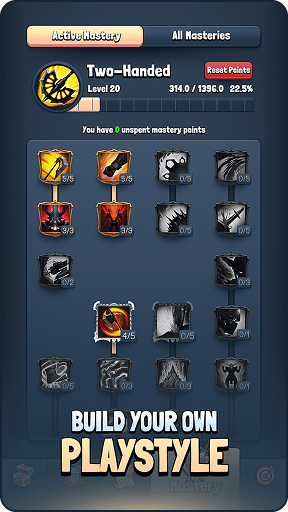 Active Mastery All Masteries
Two-Handed Reset Points
Level 20 314.0 / 1396.0 22.5%
You have 0 unspent mastery points
5/5 5/5 0/5 0/5
3/3 3/3 0/5 0/5
0/2 0/3
4/5 0/5 0/1
0/5 0/3 0/5 0/1
BUILD YOUR OWN
PLAYSTYLE
Mastery